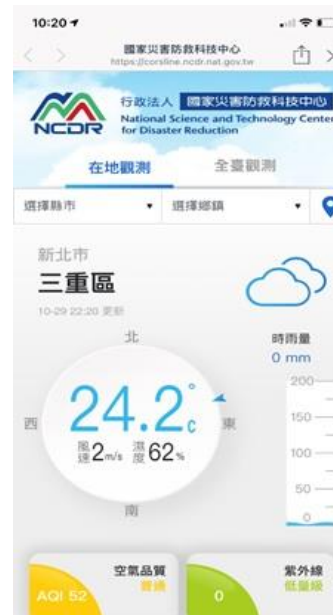 10:20
國家災害防救科技中心
https://corsline.ncdr.nat.gov.tw
NCDR
行政法人 國家災害防救科技中心
National Science and Technology Center
for Disaster Reduction
在地觀測 全臺觀測
選擇縣市 選擇鄉鎮
新北市
三重區
10-29 22:20 更新
北
時雨量
0 mm
200
24.2°c
西
東
150
風速 2 m/s 濕度 62 %
100
50
南
0
空氣品質
普通
AQI 52
紫外線
低量級
0